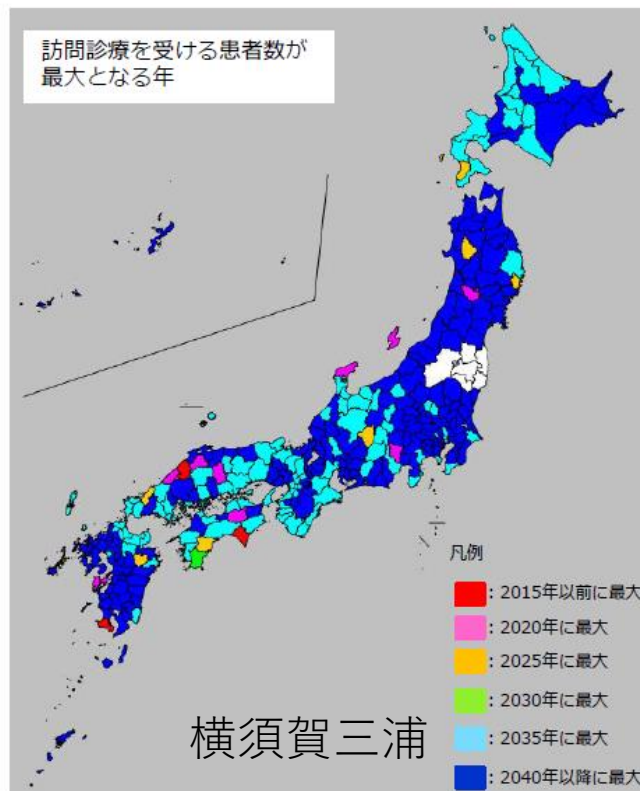 訪問診療を受ける患者数が
最大となる年
凡例
: 2015年以前に最大
: 2020年に最大
: 2025年に最大
: 2030年に最大
: 2035年に最大
: 2040年以降に最大
横須賀三浦